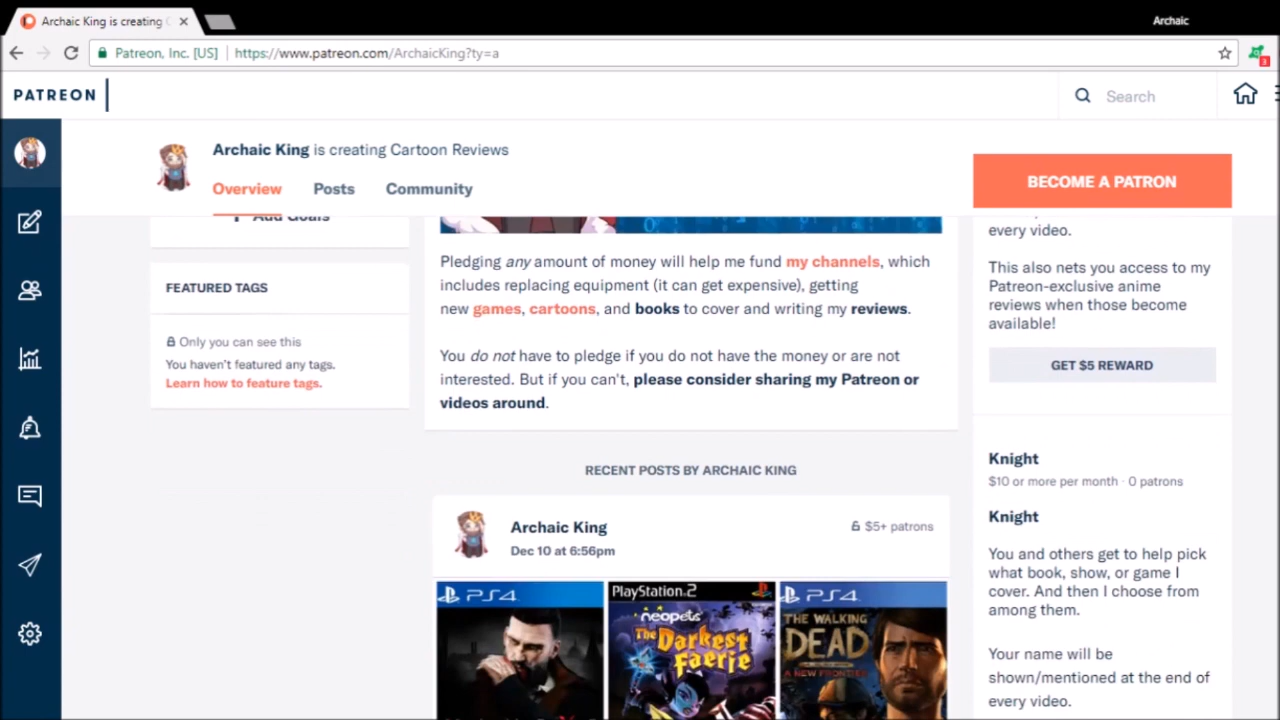 Archaic King is creating C
Archaic
Patreon, Inc. [US]
https://www.patreon.com/ArchaicKing?ty=a
3
PATREON
Search
Archaic King is creating Cartoon Reviews
Overview
Posts
Community
BECOME A PATRON
Add Goals
FEATURED TAGS
Only you can see this
You haven't featured any tags.
Learn how to feature tags.
Pledging any amount of money will help me fund my channels, which
includes replacing equipment (it can get expensive), getting
new games, cartoons, and books to cover and writing my reviews.
You do not have to pledge if you do not have the money or are not
interested. But if you can't, please consider sharing my Patreon or
videos around.
RECENT POSTS BY ARCHAIC KING
Archaic King
$5+ patrons
Dec 10 at 6:56pm
PS4
PlayStation.2
neopets
The Darkest
Faerie
PS4
THE WALKING
DEAD
A NEW FRONTIER
every video.
This also nets you access to my
Patreon-exclusive anime
reviews when those become
available!
GET $5 REWARD
Knight
$10 or more per month · 0 patrons
Knight
You and others get to help pick
what book, show, or game I
cover. And then I choose from
among them.
Your name will be
shown/mentioned at the end of
every video.